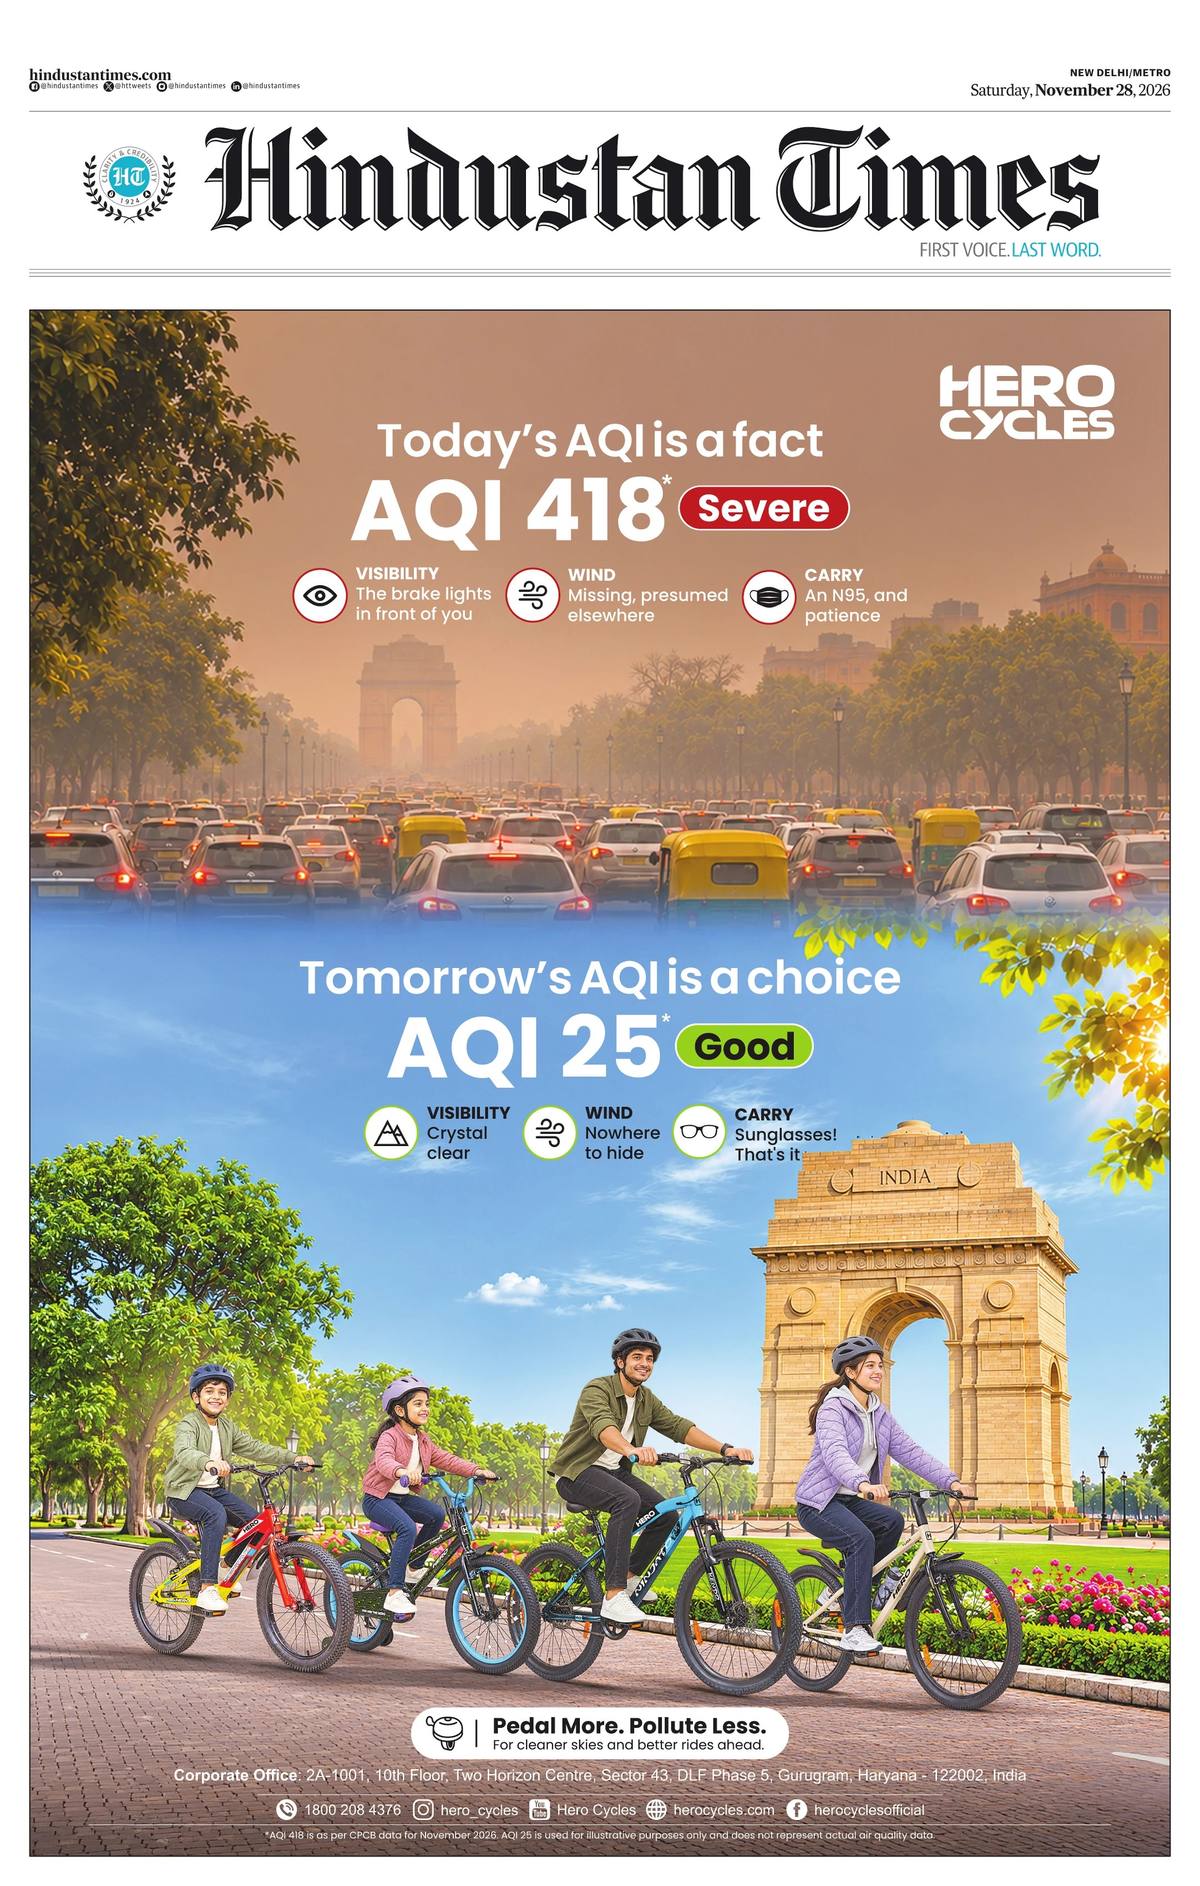 hindustantimes.com
@hindustantimes @httweets @hindustantimes @hindustantimes
NEW DELHI/METRO
Saturday, November 28, 2026
CLARITY & CREDIBILITY
HT
1924
Hindustan Times
FIRST VOICE. LAST WORD.
HERO
CYCLES
Today's AQI is a fact
AQI 418* Severe
VISIBILITY
The brake lights
in front of you
WIND
Missing, presumed
elsewhere
CARRY
An N95, and
patience
Tomorrow's AQI is a choice
AQI 25* Good
VISIBILITY
Crystal
clear
WIND
Nowhere
to hide
CARRY
Sunglasses!
That's it
INDIA
HERO
HERO
NINJA
HERO
Pedal More. Pollute Less.
For cleaner skies and better rides ahead.
Corporate Office: 2A-1001, 10th Floor, Two Horizon Centre, Sector 43, DLF Phase 5, Gurugram, Haryana - 122002, India
1800 208 4376 hero_cycles You Tube Hero Cycles herocycles.com herocyclesofficial
*AQI 418 is as per CPCB data for November 2026. AQI 25 is used for illustrative purposes only and does not represent actual air quality data.